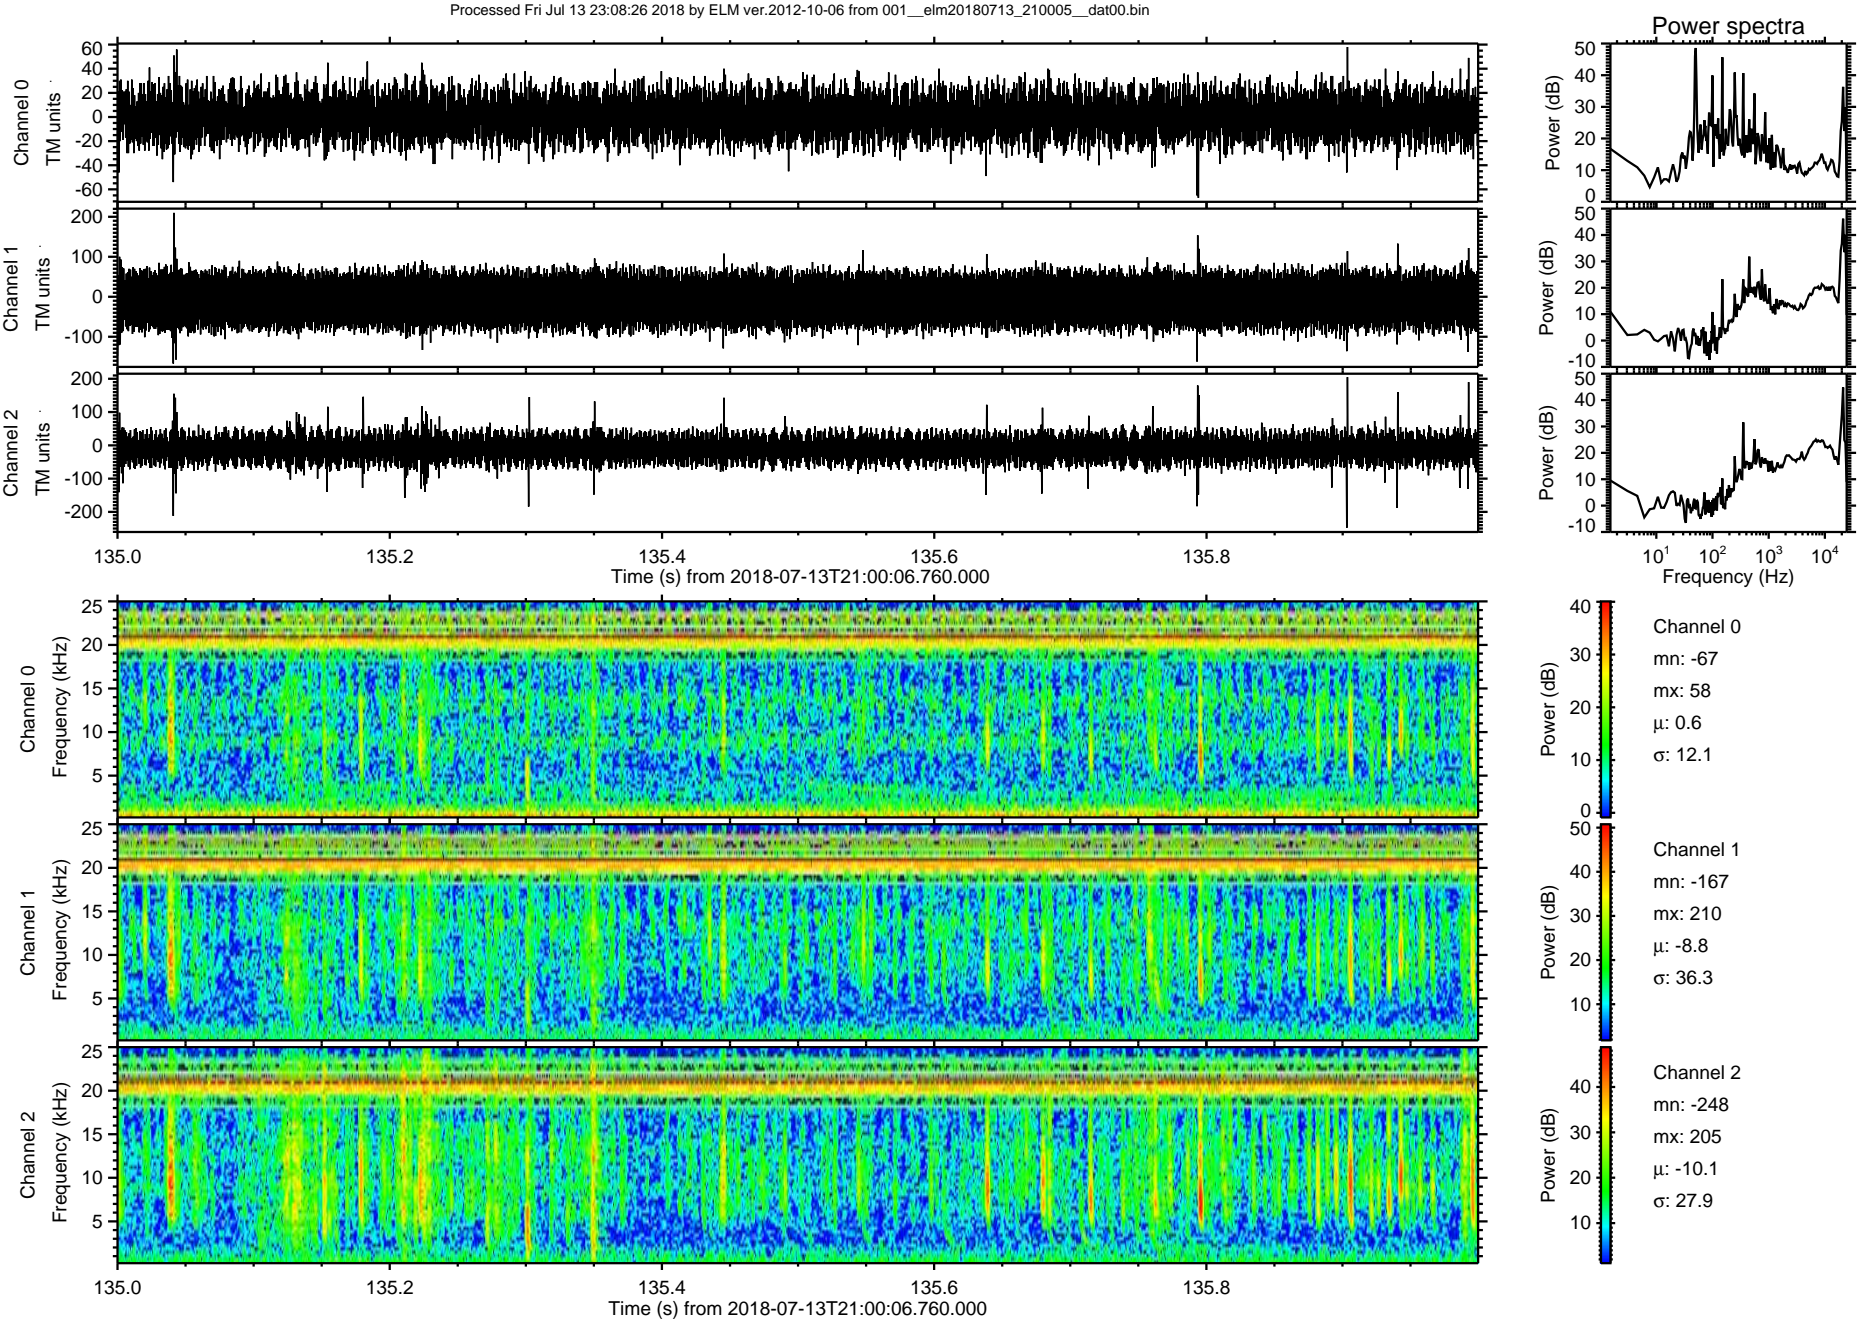 Processed Fri Jul 13 23:08:26 2018 by ELM ver.2012-10-06 from 001__elm20180713_210005__dat00.bin
Power spectra
Channel 0
TM units
60
40
20
0
-20
-40
-60
Power (dB)
50
40
30
20
10
0
Channel 1
TM units
200
100
0
-100
Power (dB)
50
40
30
20
10
0
-10
Channel 2
TM units
200
100
0
-100
-200
Power (dB)
50
40
30
20
10
0
-10
135.0 135.2 135.4 135.6 135.8
Time (s) from 2018-07-13T21:00:06.760.000
10¹ 10² 10³ 10⁴
Frequency (Hz)
Channel 0
Frequency (kHz)
25
20
15
10
5
Power (dB)
40
30
20
10
0
Channel 0
mn: -67
mx: 58
μ: 0.6
σ: 12.1
Channel 1
Frequency (kHz)
25
20
15
10
5
Power (dB)
50
40
30
20
10
Channel 1
mn: -167
mx: 210
μ: -8.8
σ: 36.3
Channel 2
Frequency (kHz)
25
20
15
10
5
Power (dB)
40
30
20
10
Channel 2
mn: -248
mx: 205
μ: -10.1
σ: 27.9
135.0 135.2 135.4 135.6 135.8
Time (s) from 2018-07-13T21:00:06.760.000